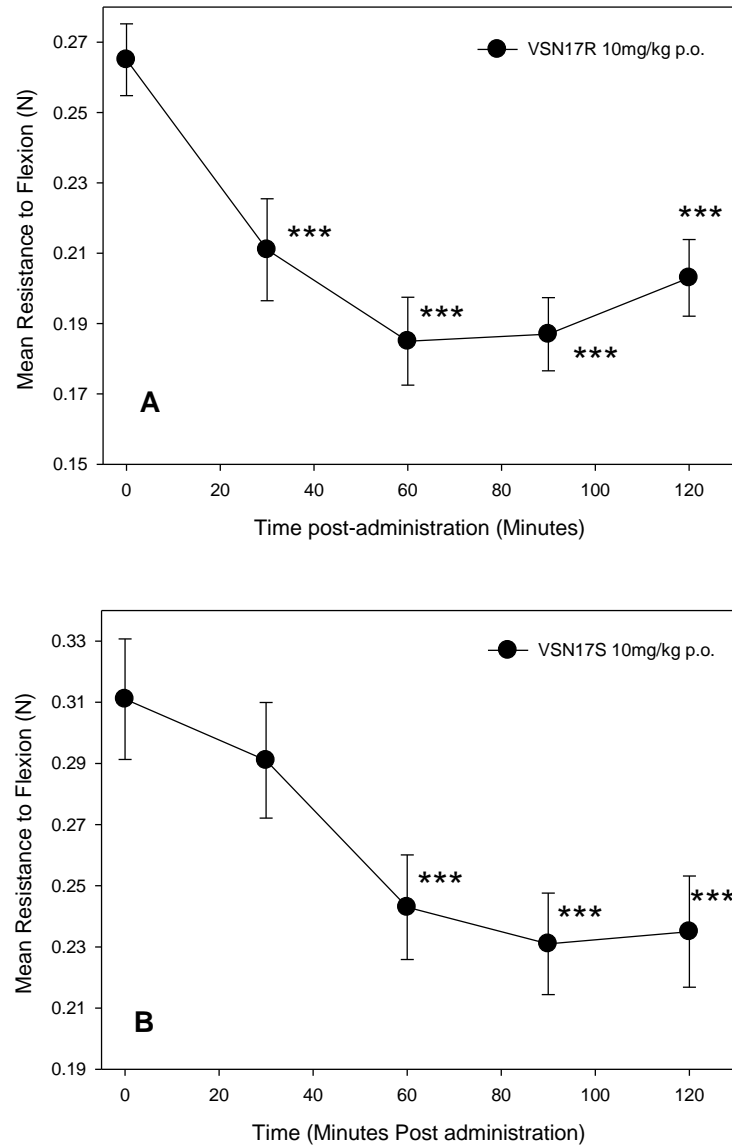 0.27
VSN17R 10mg/kg p.o.
0.25
0.23
***
***
0.21
***
0.19
***
0.17
A
0.15
Mean Resistance to Flexion (N)
0 20 40 60 80 100 120
Time post-administration (Minutes)
0.33
VSN17S 10mg/kg p.o.
0.31
0.29
0.27
***
***
0.25
***
0.23
0.21
B
0.19
Mean Resistance to Flexion (N)
0 20 40 60 80 100 120
Time (Minutes Post administration)